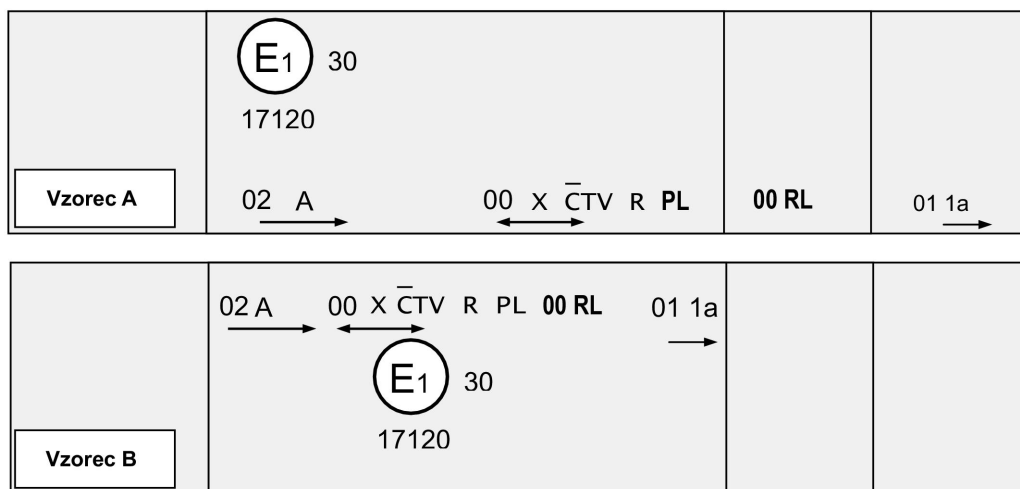 E1 30
17120
Vzorec A 02 A 00 X C̅TV R PL 00 RL 01 1a
02 A 00 X C̅TV R PL 00 RL 01 1a
E1 30
17120
Vzorec B